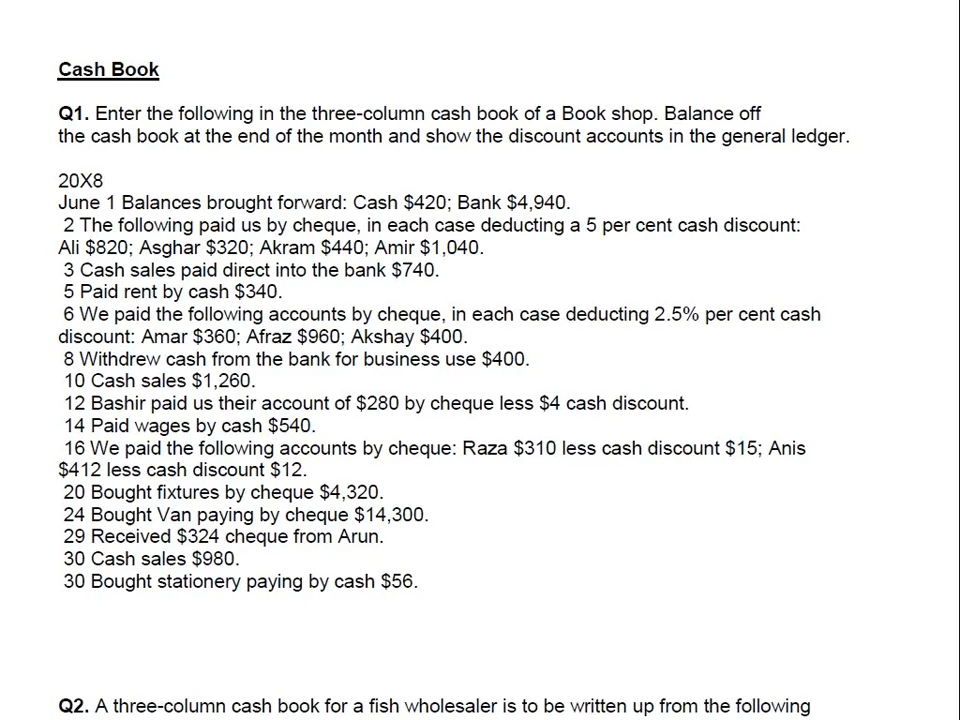 Cash Book
Q1. Enter the following in the three-column cash book of a Book shop. Balance off
the cash book at the end of the month and show the discount accounts in the general ledger.
20X8
June 1 Balances brought forward: Cash $420; Bank $4,940.
2 The following paid us by cheque, in each case deducting a 5 per cent cash discount:
Ali $820; Asghar $320; Akram $440; Amir $1,040.
3 Cash sales paid direct into the bank $740.
5 Paid rent by cash $340.
6 We paid the following accounts by cheque, in each case deducting 2.5% per cent cash
discount: Amar $360; Afraz $960; Akshay $400.
8 Withdrew cash from the bank for business use $400.
10 Cash sales $1,260.
12 Bashir paid us their account of $280 by cheque less $4 cash discount.
14 Paid wages by cash $540.
16 We paid the following accounts by cheque: Raza $310 less cash discount $15; Anis
$412 less cash discount $12.
20 Bought fixtures by cheque $4,320.
24 Bought Van paying by cheque $14,300.
29 Received $324 cheque from Arun.
30 Cash sales $980.
30 Bought stationery paying by cash $56.
Q2. A three-column cash book for a fish wholesaler is to be written up from the following